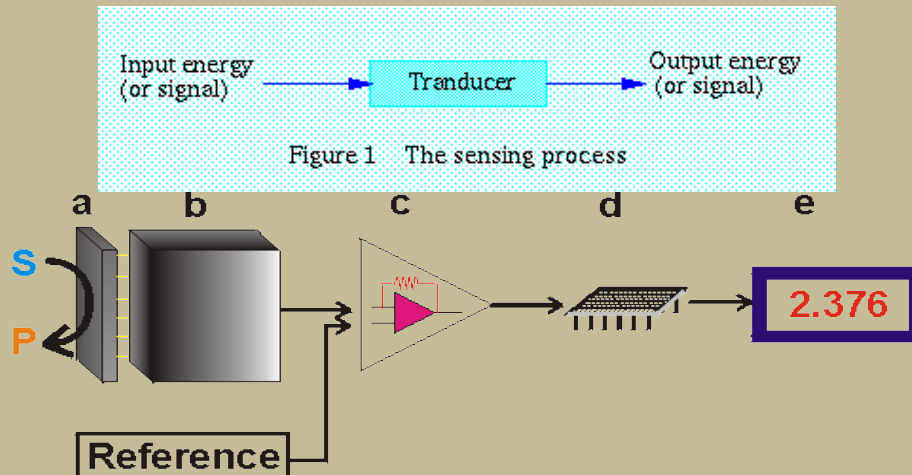 Input energy
(or signal)
Tranducer
Output energy
(or signal)
Figure 1 The sensing process
a b c d e
S
P
2.376
Reference